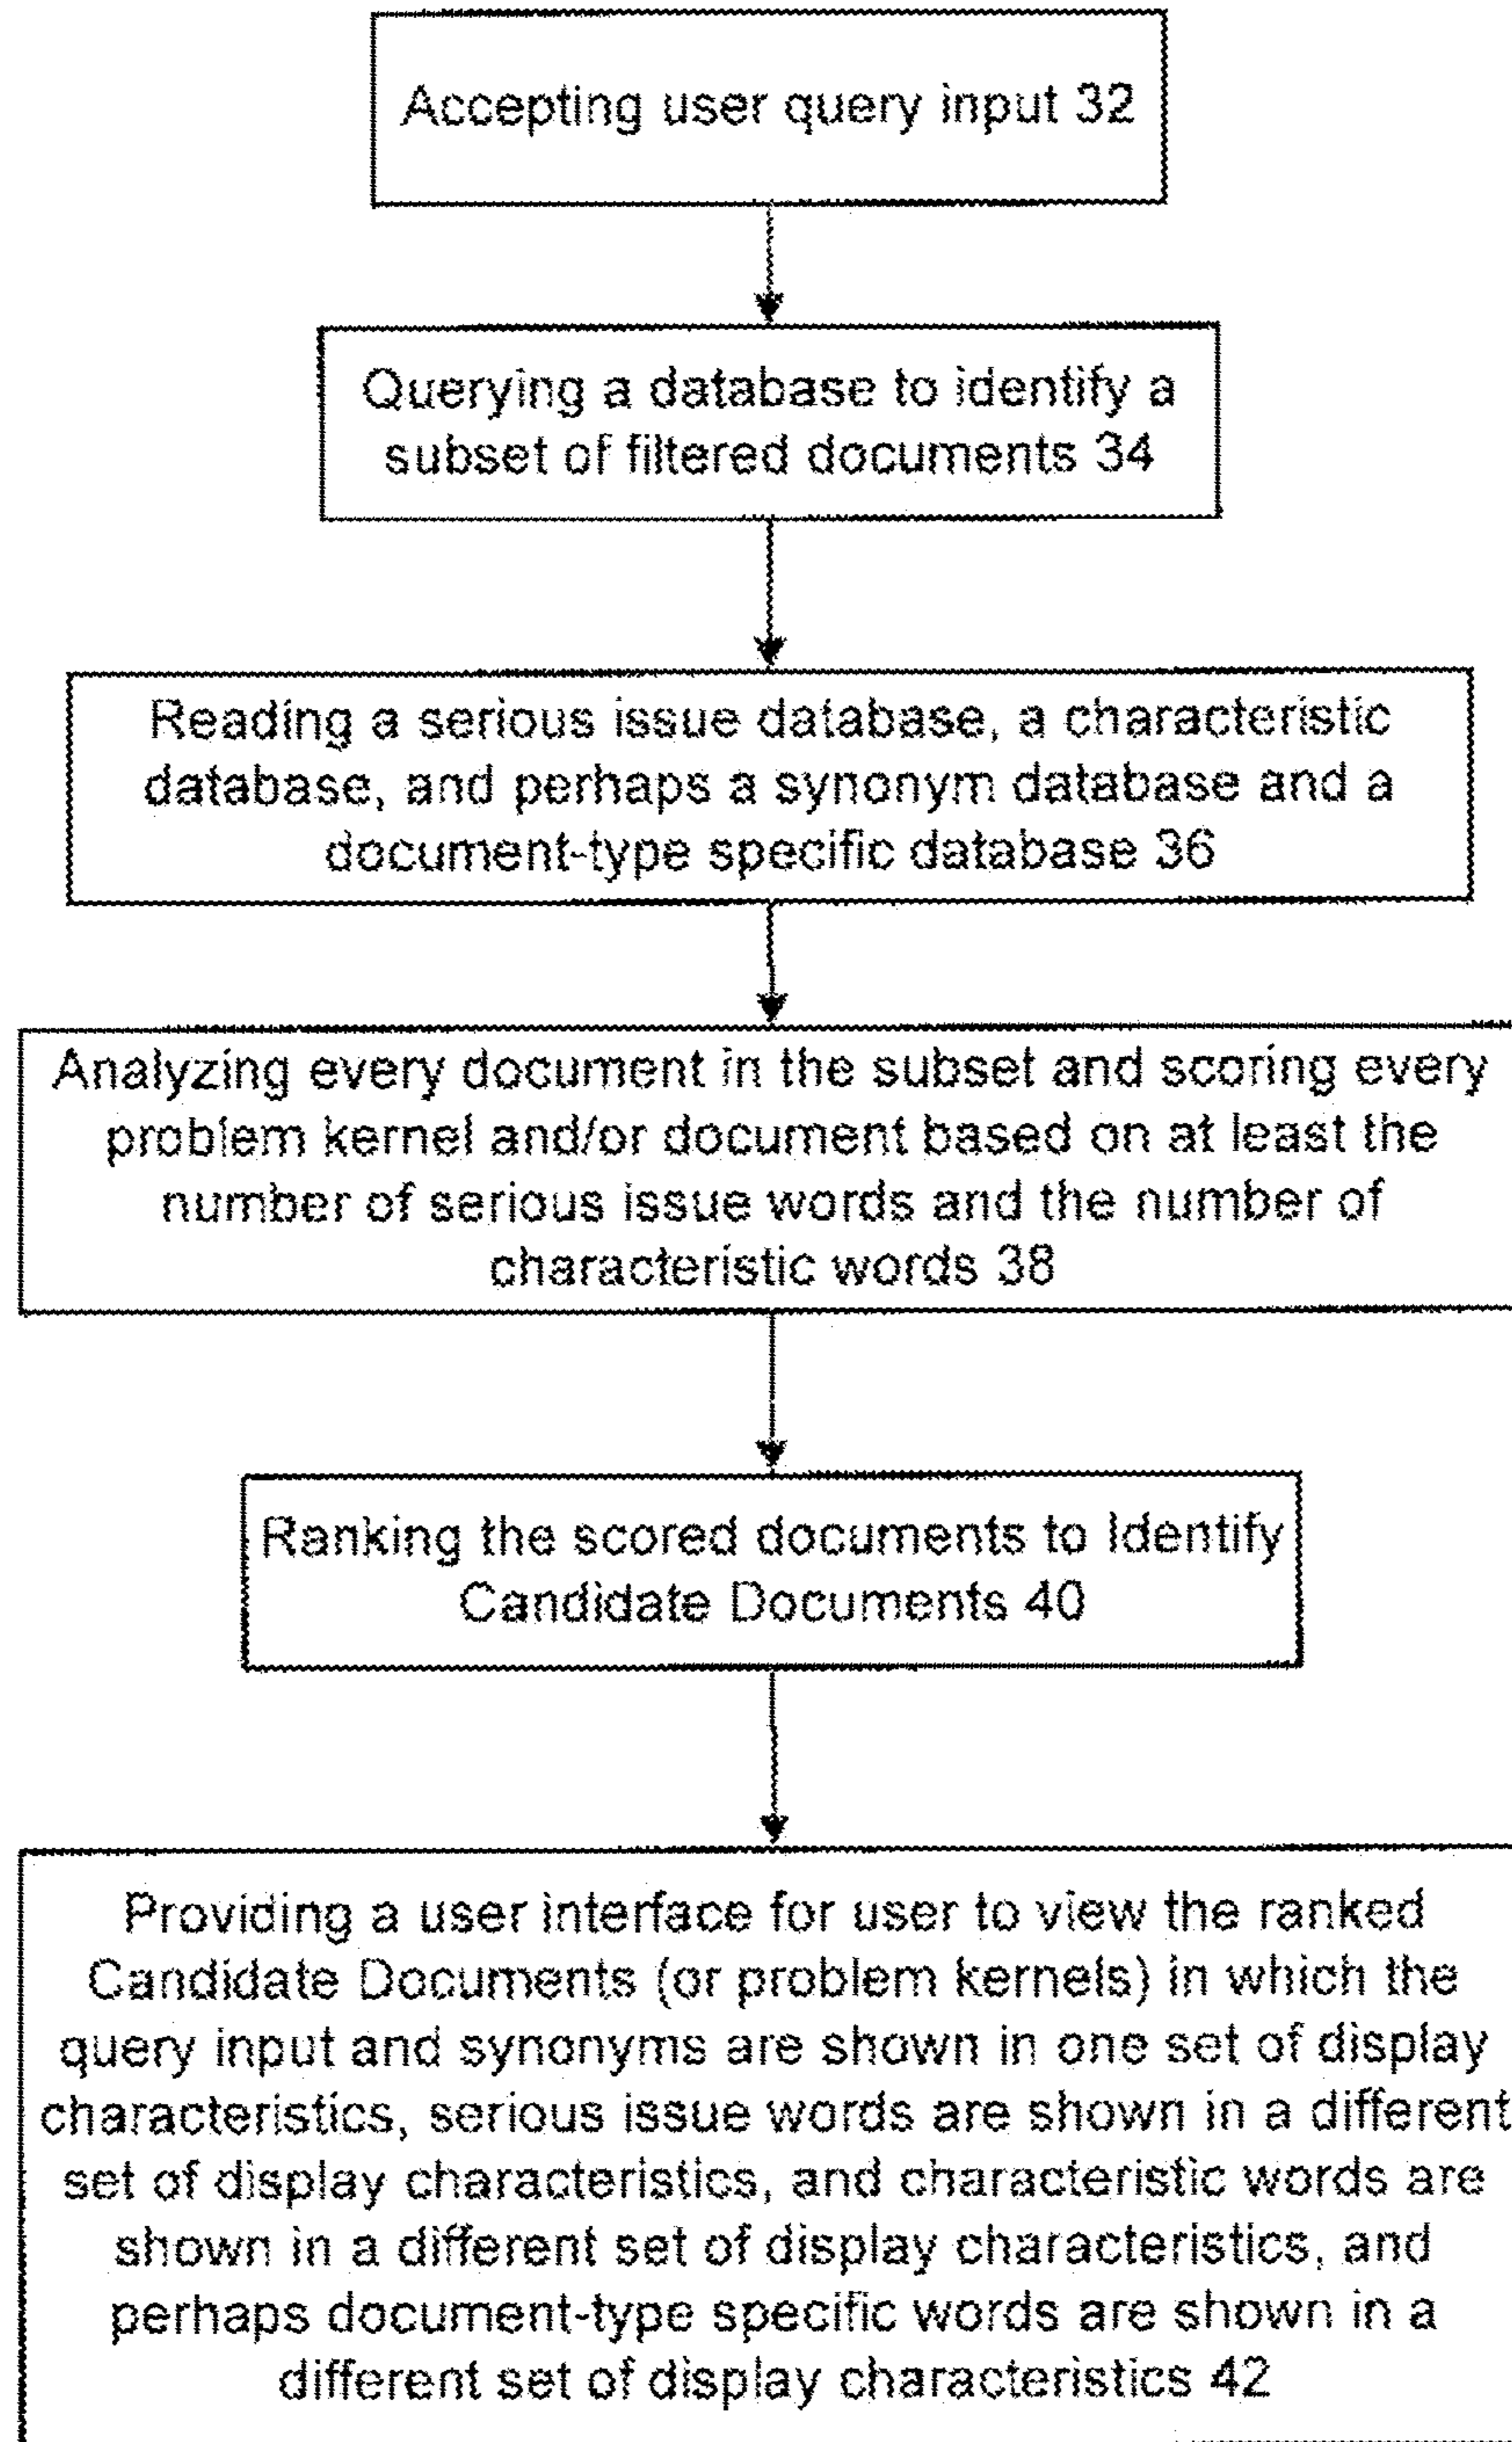 Accepting user query input 32
Querying a database to identify a
subset of filtered documents 34
Reading a serious issue database, a characteristic
database, and perhaps a synonym database and a
document-type specific database 36
Analyzing every document in the subset and scoring every
problem kernel and/or document based on at least the
number of serious issue words and the number of
characteristic words 38
Ranking the scored documents to Identify
Candidate Documents 40
Providing a user interface for user to view the ranked
Candidate Documents (or problem kernels) in which the
query input and synonyms are shown in one set of display
characteristics, serious issue words are shown in a different
set of display characteristics, and characteristic words are
shown in a different set of display characteristics, and
perhaps document-type specific words are shown in a
different set of display characteristics 42